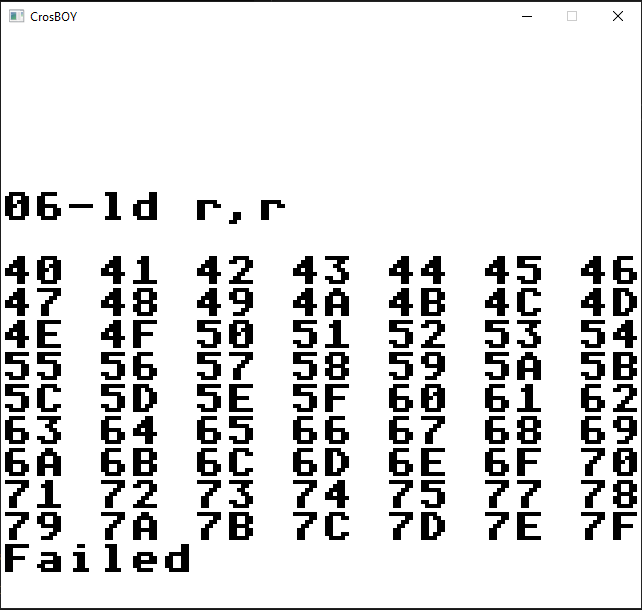 CrosBOY
06-ld r,r
40 41 42 43 44 45 46
47 48 49 4A 4B 4C 4D
4E 4F 50 51 52 53 54
55 56 57 58 59 5A 5B
5C 5D 5E 5F 60 61 62
63 64 65 66 67 68 69
6A 6B 6C 6D 6E 6F 70
71 72 73 74 75 77 78
79 7A 7B 7C 7D 7E 7F
Failed